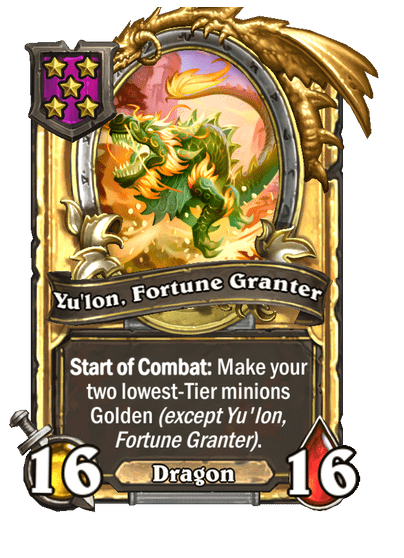 Yu'lon, Fortune Granter
Start of Combat: Make your
two lowest-Tier minions
Golden (except Yu'lon,
Fortune Granter).
16
Dragon
16